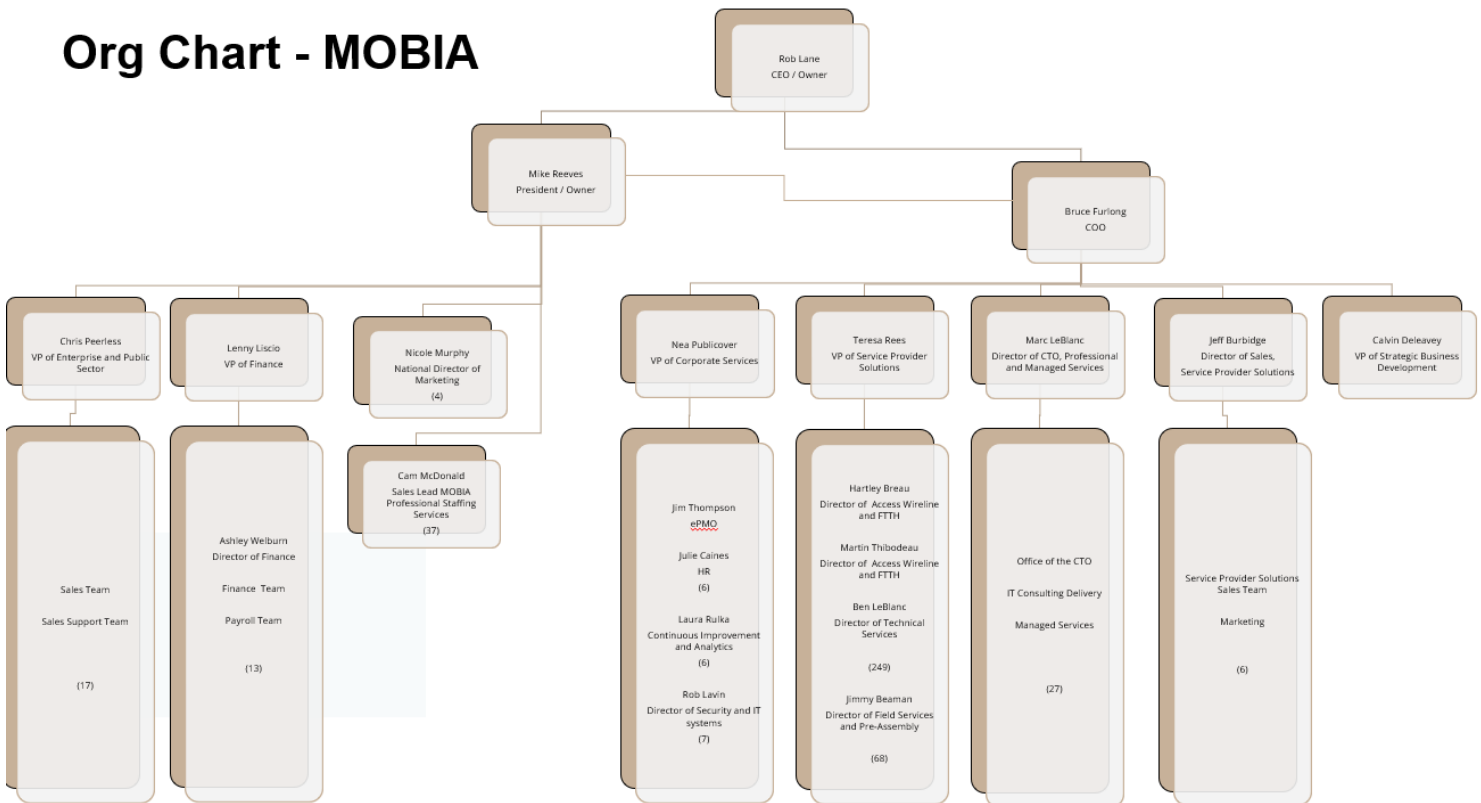 Org Chart - MOBIA
Rob Lane
CEO / Owner
Mike Reeves
President / Owner
Bruce Furlong
COO
Chris Peerless
VP of Enterprise and Public
Sector
Lenny Liscio
VP of Finance
Nicole Murphy
National Director of
Marketing
(4)
Cam McDonald
Sales Lead MOBIA
Professional Staffing
Services
(37)
Nea Publicover
VP of Corporate Services
Teresa Rees
VP of Service Provider
Solutions
Marc LeBlanc
Director of CTO, Professional
and Managed Services
Jeff Burbidge
Director of Sales,
Service Provider Solutions
Calvin Deleavey
VP of Strategic Business
Development
Sales Team
Sales Support Team
(17)
Ashley Welburn
Director of Finance
Finance Team
Payroll Team
(13)
Jim Thompson
ePMO
Julie Caines
HR
(6)
Laura Rulka
Continuous Improvement
and Analytics
(6)
Rob Lavin
Director of Security and IT
systems
(7)
Hartley Breau
Director of Access Wireline
and FTTH
Martin Thibodeau
Director of Access Wireline
and FTTH
Ben LeBlanc
Director of Technical
Services
(249)
Jimmy Beaman
Director of Field Services
and Pre-Assembly
(68)
Office of the CTO
IT Consulting Delivery
Managed Services
(27)
Service Provider Solutions
Sales Team
Marketing
(6)